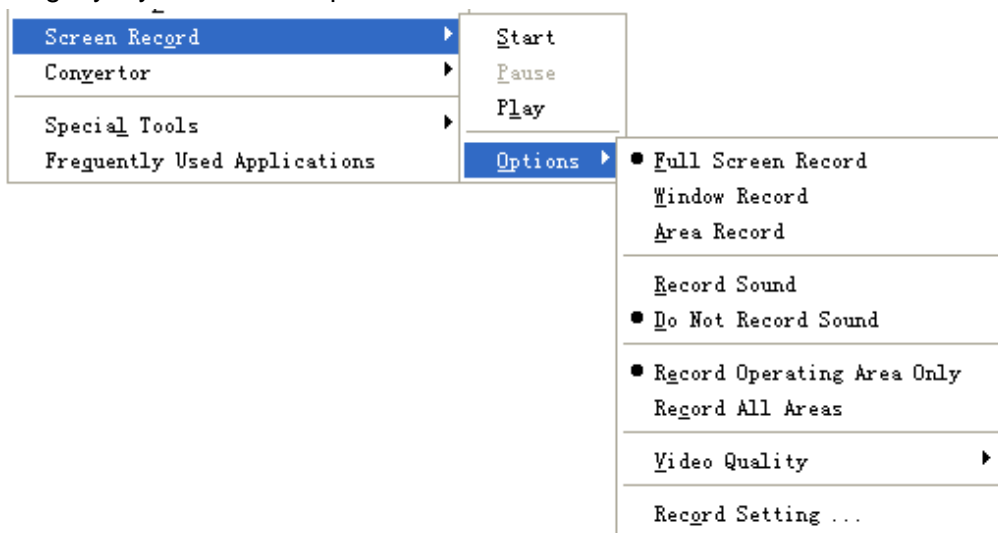 Screen Record
Convertor
Special Tools
Frequently Used Applications
Start
Pause
Play
Options
Full Screen Record
Window Record
Area Record
Record Sound
Do Not Record Sound
Record Operating Area Only
Record All Areas
Video Quality
Record Setting ...